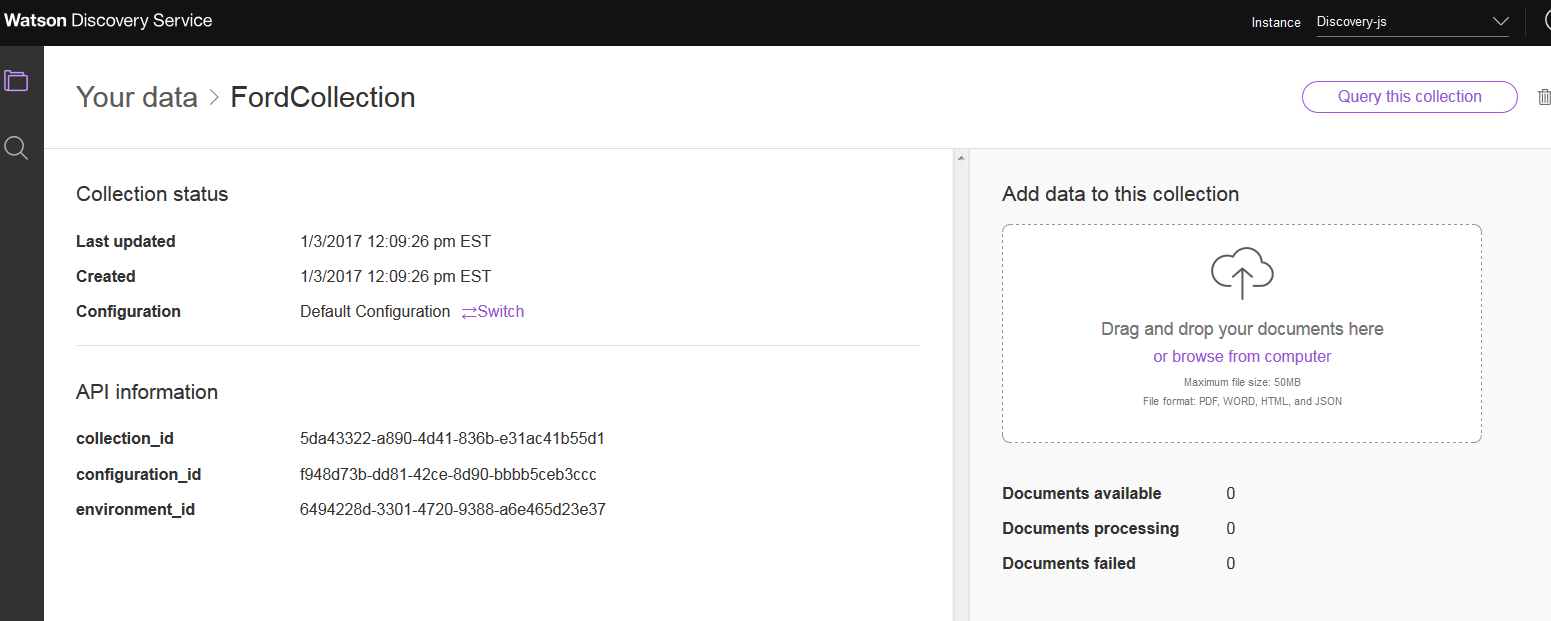 Watson Discovery Service
Instance Discovery-js
Your data > FordCollection
Query this collection
Collection status
Last updated 1/3/2017 12:09:26 pm EST
Created 1/3/2017 12:09:26 pm EST
Configuration Default Configuration Switch
API information
collection_id 5da43322-a890-4d41-836b-e31ac41b55d1
configuration_id f948d73b-dd81-42ce-8d90-bbbb5ceb3ccc
environment_id 6494228d-3301-4720-9388-a6e465d23e37
Add data to this collection
Drag and drop your documents here
or browse from computer
Maximum file size: 50MB
File format: PDF, WORD, HTML, and JSON
Documents available 0
Documents processing 0
Documents failed 0